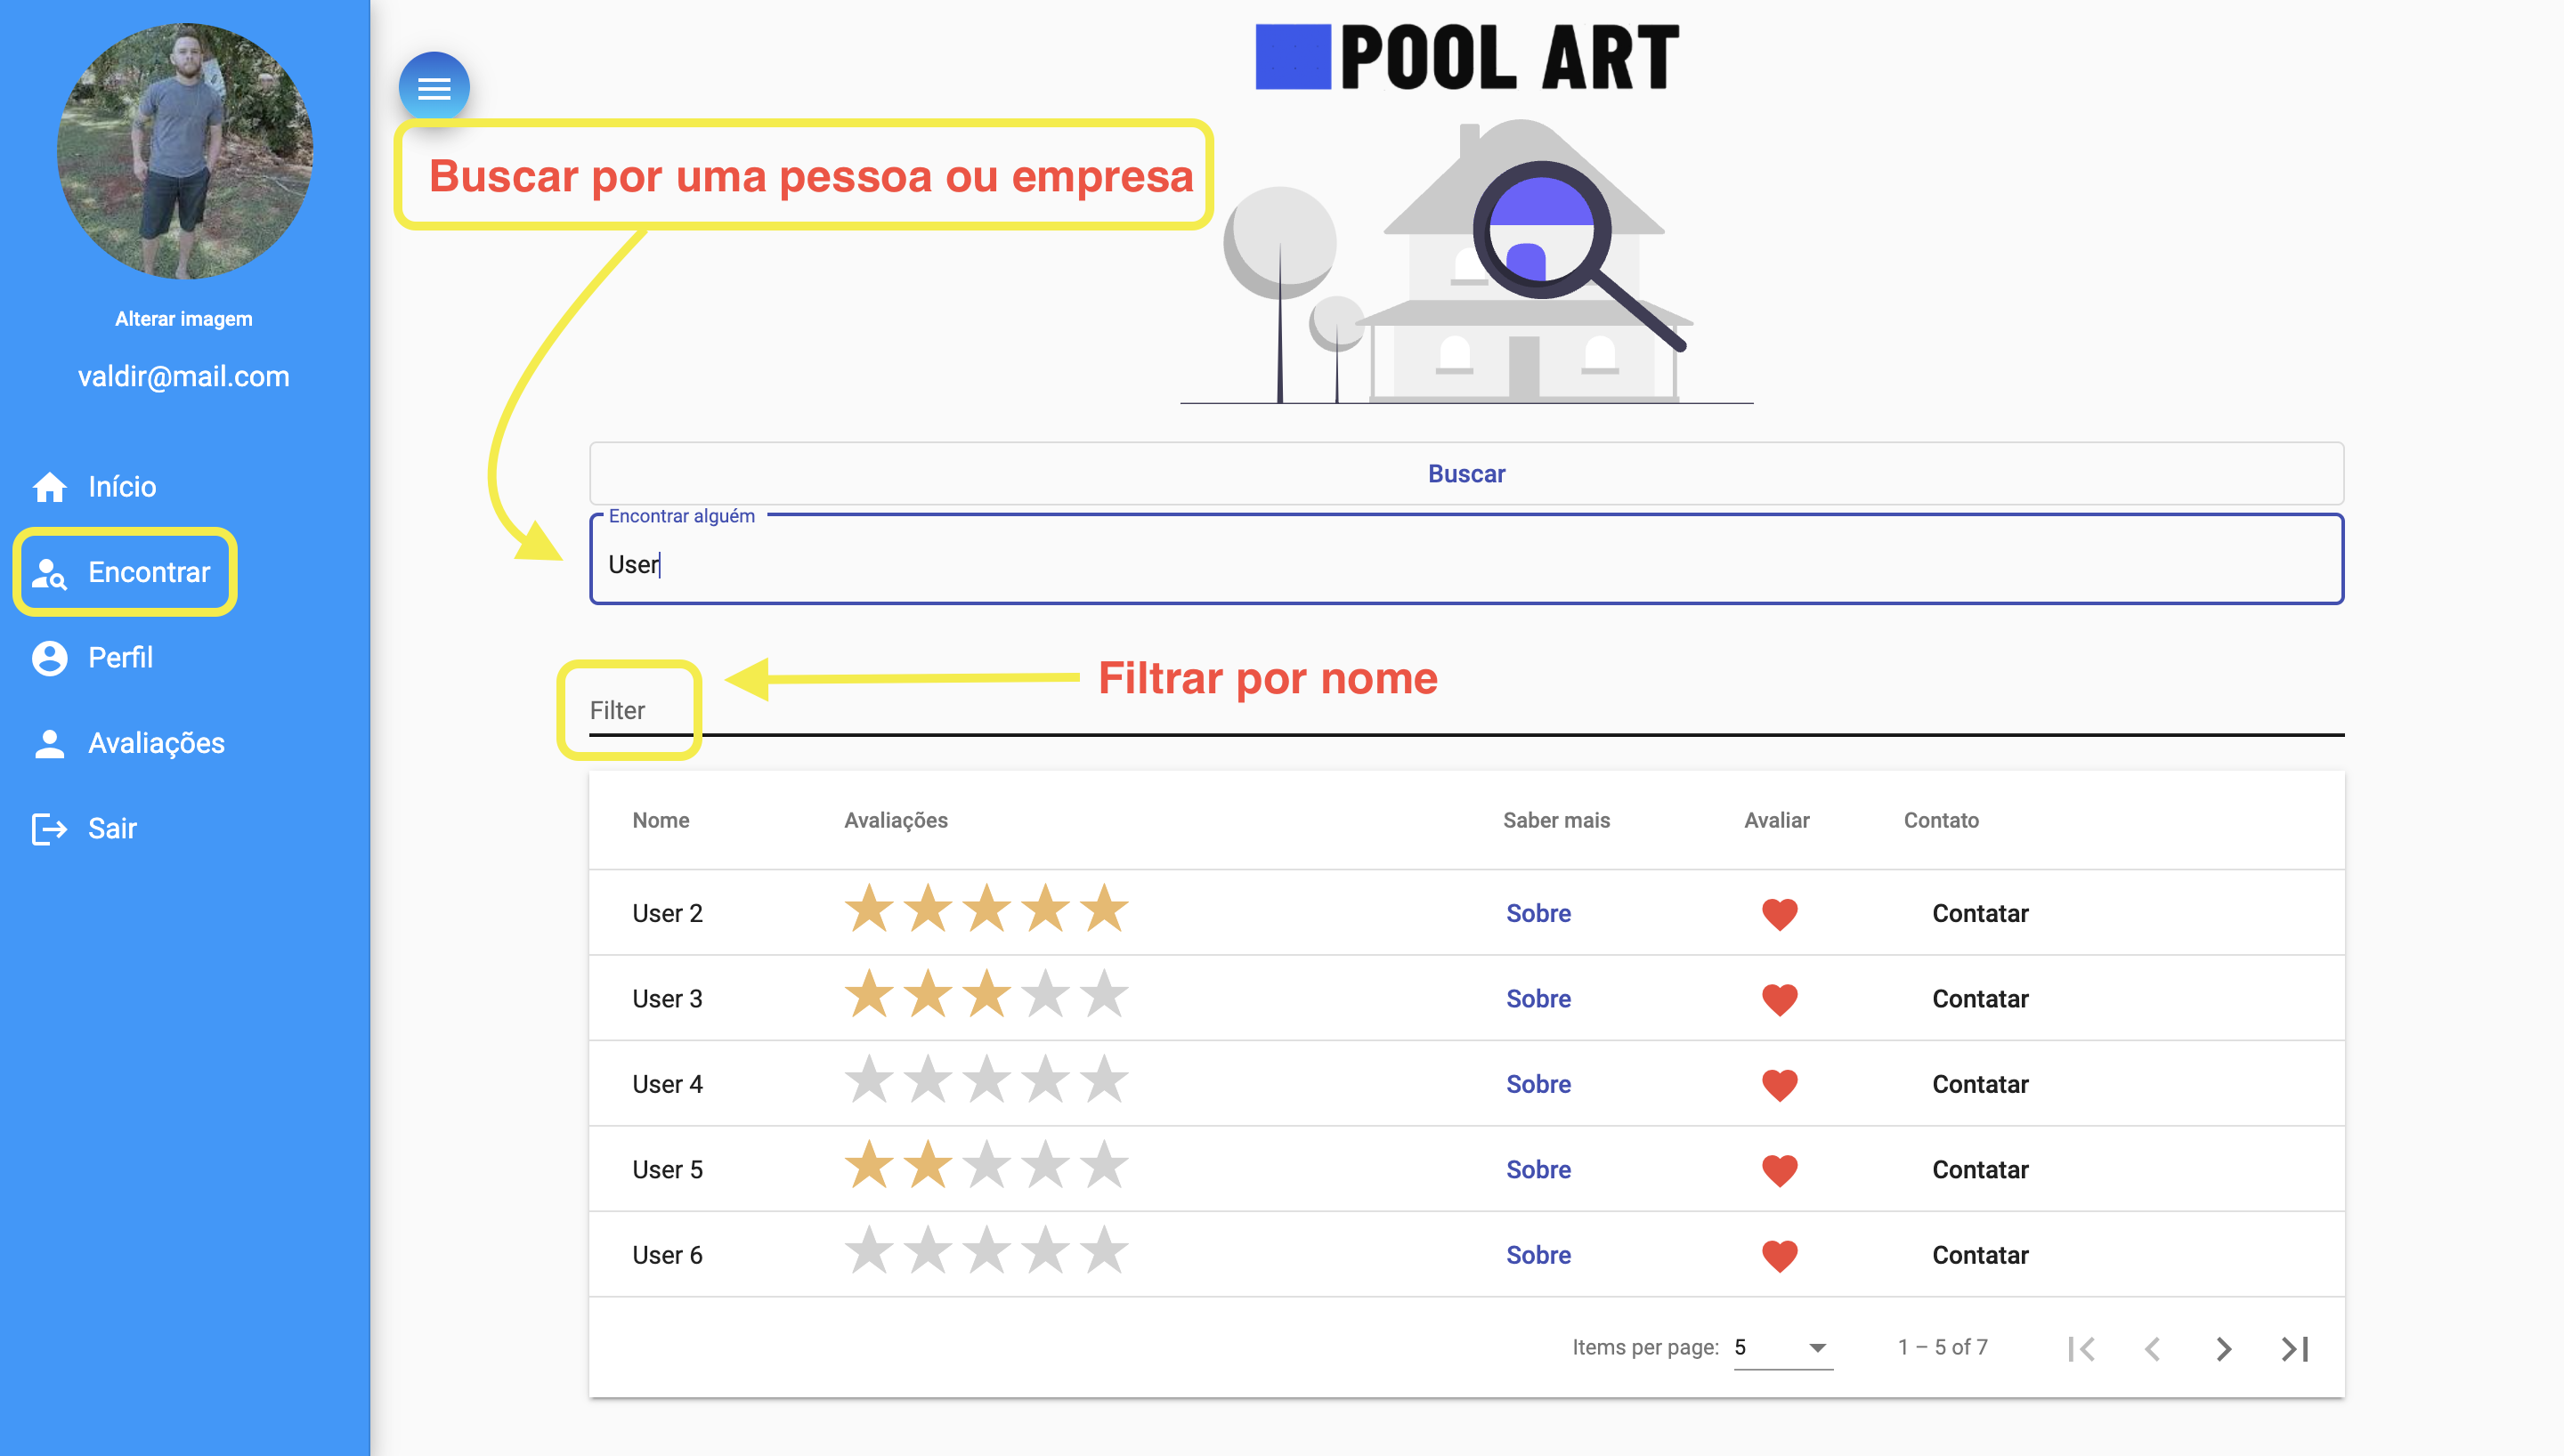 POOL ART
Buscar por uma pessoa ou empresa
Alterar imagem
valdir@mail.com
Início
Encontrar
Perfil
Avaliações
Sair
Buscar
Encontrar alguém
User
Filtrar por nome
Filter
Nome Avaliações Saber mais Avaliar Contato
User 2 Sobre Contatar
User 3 Sobre Contatar
User 4 Sobre Contatar
User 5 Sobre Contatar
User 6 Sobre Contatar
Items per page: 5 1 – 5 of 7